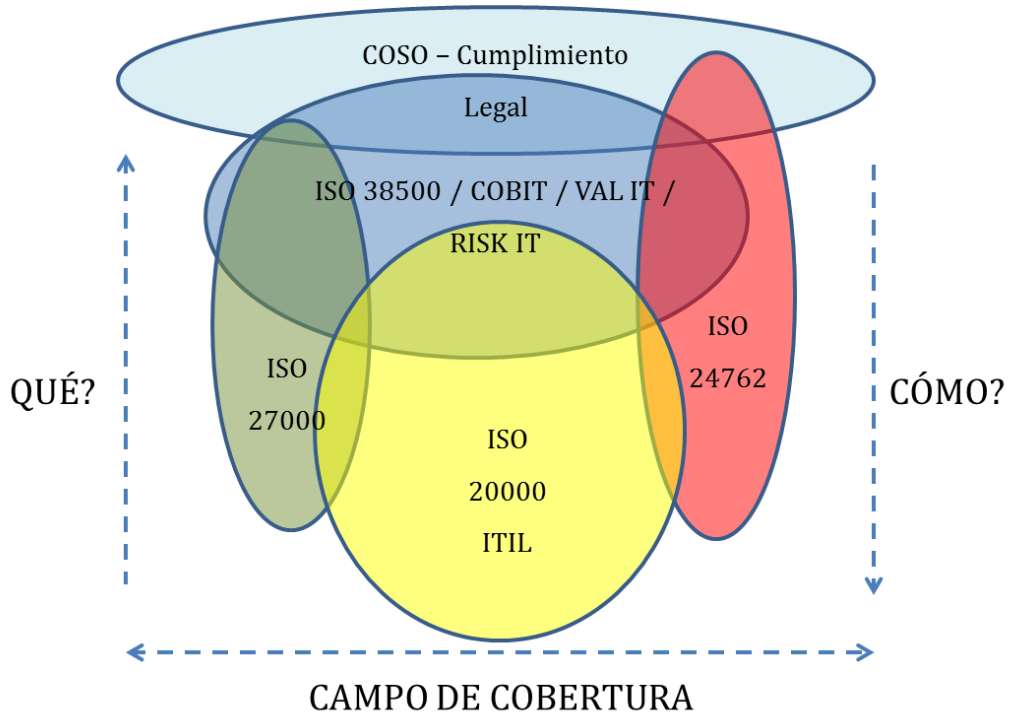 COSO – Cumplimiento
Legal
ISO 38500 / COBIT / VAL IT /
RISK IT
ISO
27000
ISO
20000
ITIL
ISO
24762
QUÉ?
CÓMO?
CAMPO DE COBERTURA